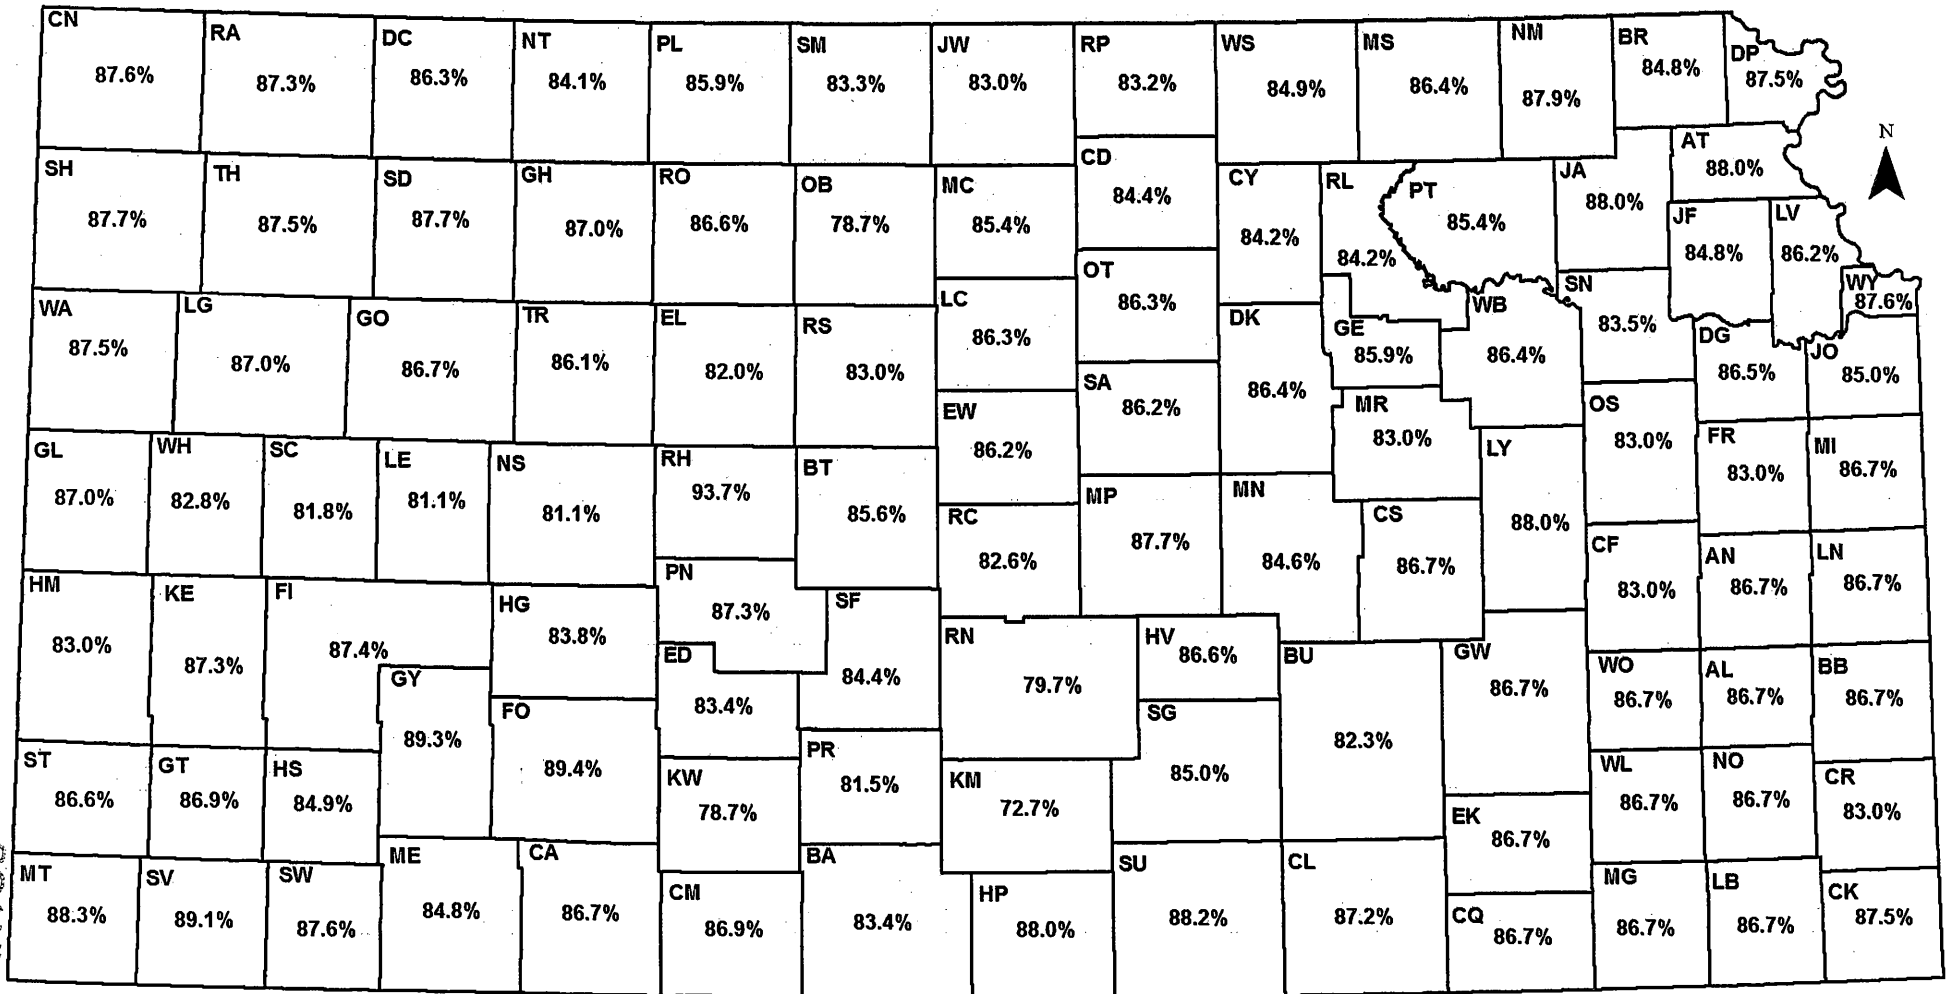 CN RA DC NT PL SM JW RP WS MS NM BR DP
87.6% 87.3% 86.3% 84.1% 85.9% 83.3% 83.0% 83.2% 84.9% 86.4% 87.9% 84.8% 87.5%
N
CD AT
84.4% 88.0%
SH TH SD GH RO OB MC CY RL PT JA JF LV
87.7% 87.5% 87.7% 87.0% 86.6% 78.7% 85.4% 84.2% 84.2% 85.4% 88.0% 84.8% 86.2%
OT SN WY
86.3% 83.5% 87.6%
WA LG GO TR EL RS LC DK GE WB DG JO
87.5% 87.0% 86.7% 86.1% 82.0% 83.0% 86.3% 86.4% 85.9% 86.4% 86.5% 85.0%
SA MR OS
86.2% 83.0% 83.0%
GL WH SC LE NS RH BT EW LY FR MI
87.0% 82.8% 81.8% 81.1% 81.1% 93.7% 85.6% 86.2% 88.0% 83.0% 86.7%
RC MP MN CS CF AN LN
82.6% 87.7% 84.6% 86.7% 83.0% 86.7% 86.7%
HM KE FI HG PN SF
83.0% 87.3% 87.4% 83.8% 87.3% 84.4%
RN HV BU GW WO AL BB
79.7% 86.6% 82.3% 86.7% 86.7% 86.7% 86.7%
GY FO ED SG
89.3% 89.4% 83.4% 85.0%
ST GT HS KW PR KM EK WL NO CR
86.6% 86.9% 84.9% 78.7% 81.5% 72.7% 86.7% 86.7% 86.7% 83.0%
MT SV SW ME CA CM BA HP SU CL CQ MG LB CK
88.3% 89.1% 87.6% 84.8% 86.7% 86.9% 83.4% 88.0% 88.2% 87.2% 86.7% 86.7% 86.7% 87.5%